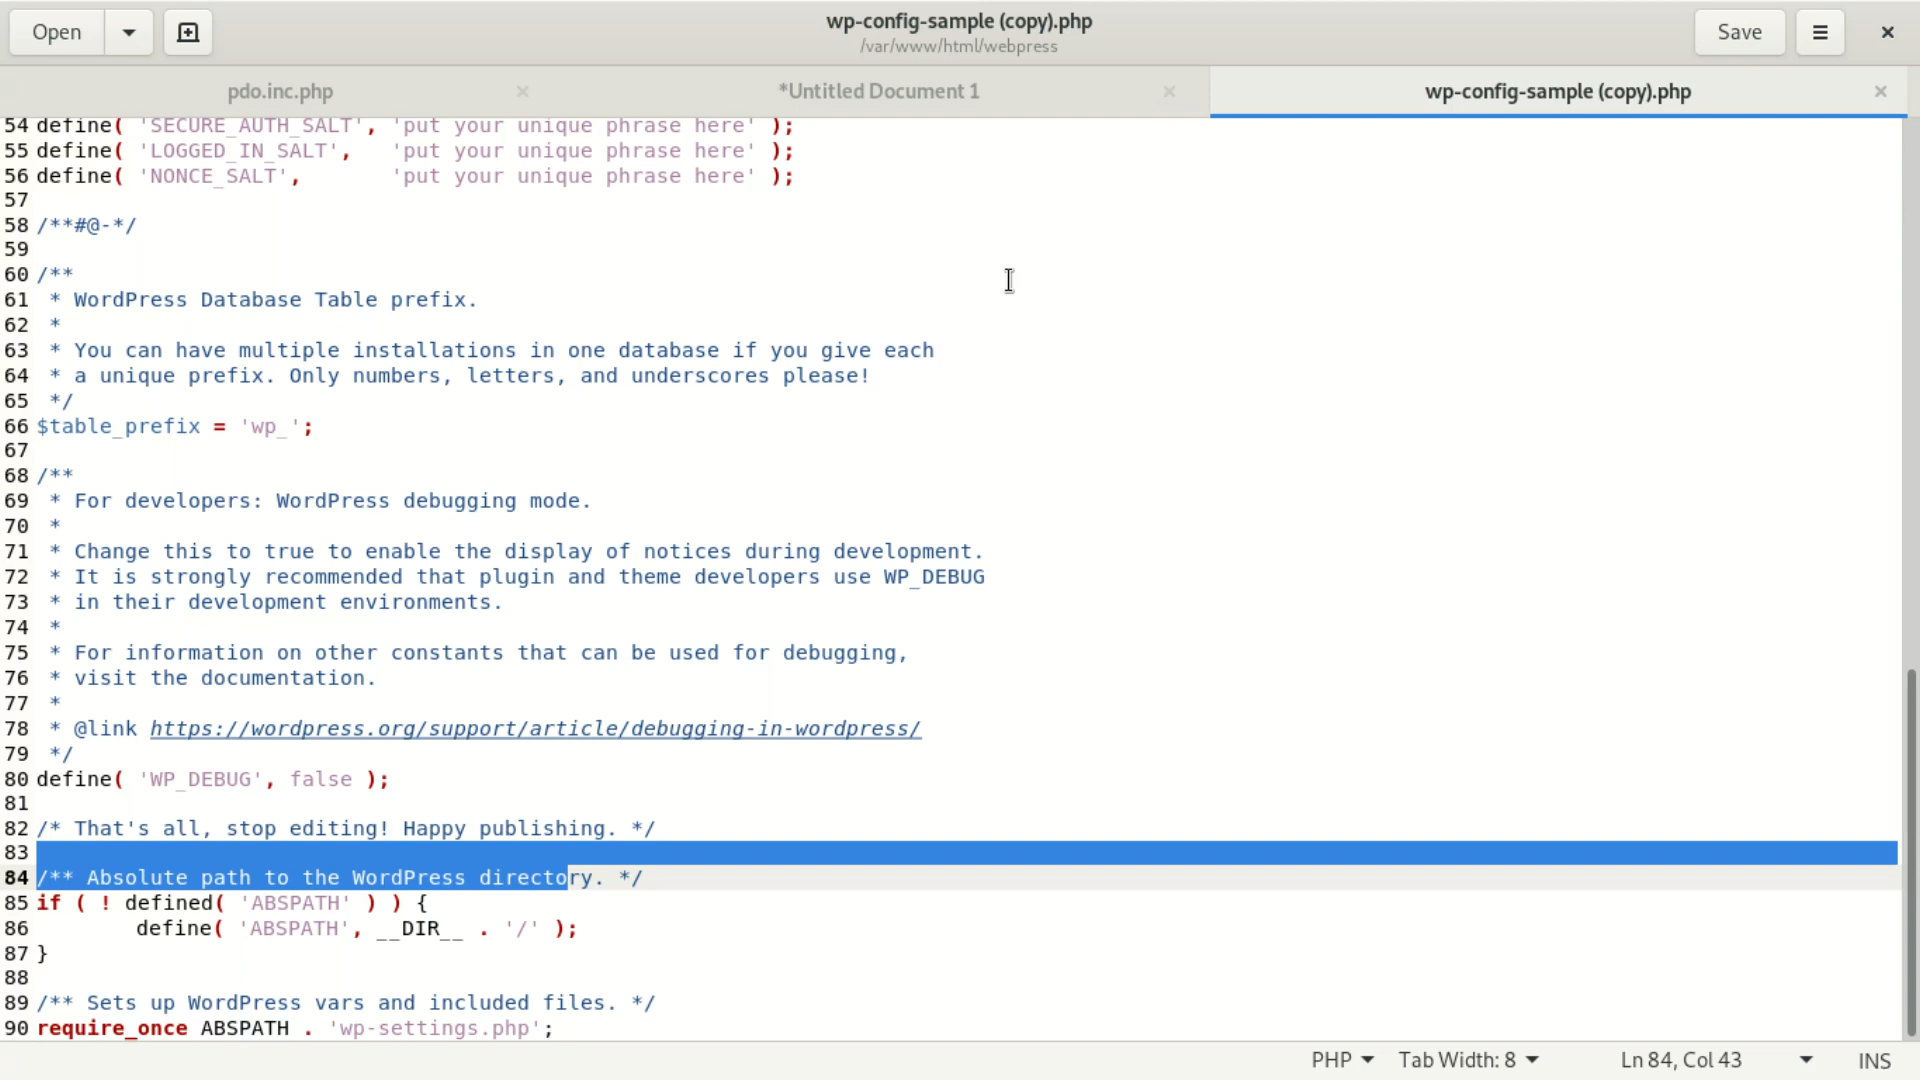 Open
wp-config-sample (copy).php
/var/www/html/webpress
Save
pdo.inc.php
*Untitled Document 1
wp-config-sample (copy).php
54 define( 'SECURE_AUTH_SALT', 'put your unique phrase here' );
55 define( 'LOGGED_IN_SALT',   'put your unique phrase here' );
56 define( 'NONCE_SALT',       'put your unique phrase here' );
57
58 /**#@-*/
59
60 /**
61  * WordPress Database Table prefix.
62  *
63  * You can have multiple installations in one database if you give each
64  * a unique prefix. Only numbers, letters, and underscores please!
65  */
66 $table_prefix = 'wp_';
67
68 /**
69  * For developers: WordPress debugging mode.
70  *
71  * Change this to true to enable the display of notices during development.
72  * It is strongly recommended that plugin and theme developers use WP_DEBUG
73  * in their development environments.
74  *
75  * For information on other constants that can be used for debugging,
76  * visit the documentation.
77  *
78  * @link https://wordpress.org/support/article/debugging-in-wordpress/
79  */
80 define( 'WP_DEBUG', false );
81
82 /* That's all, stop editing! Happy publishing. */
83
84 /** Absolute path to the WordPress directory. */
85 if ( ! defined( 'ABSPATH' ) ) {
86         define( 'ABSPATH', __DIR__ . '/' );
87 }
88
89 /** Sets up WordPress vars and included files. */
90 require_once ABSPATH . 'wp-settings.php';
PHP Tab Width: 8 Ln 84, Col 43 INS